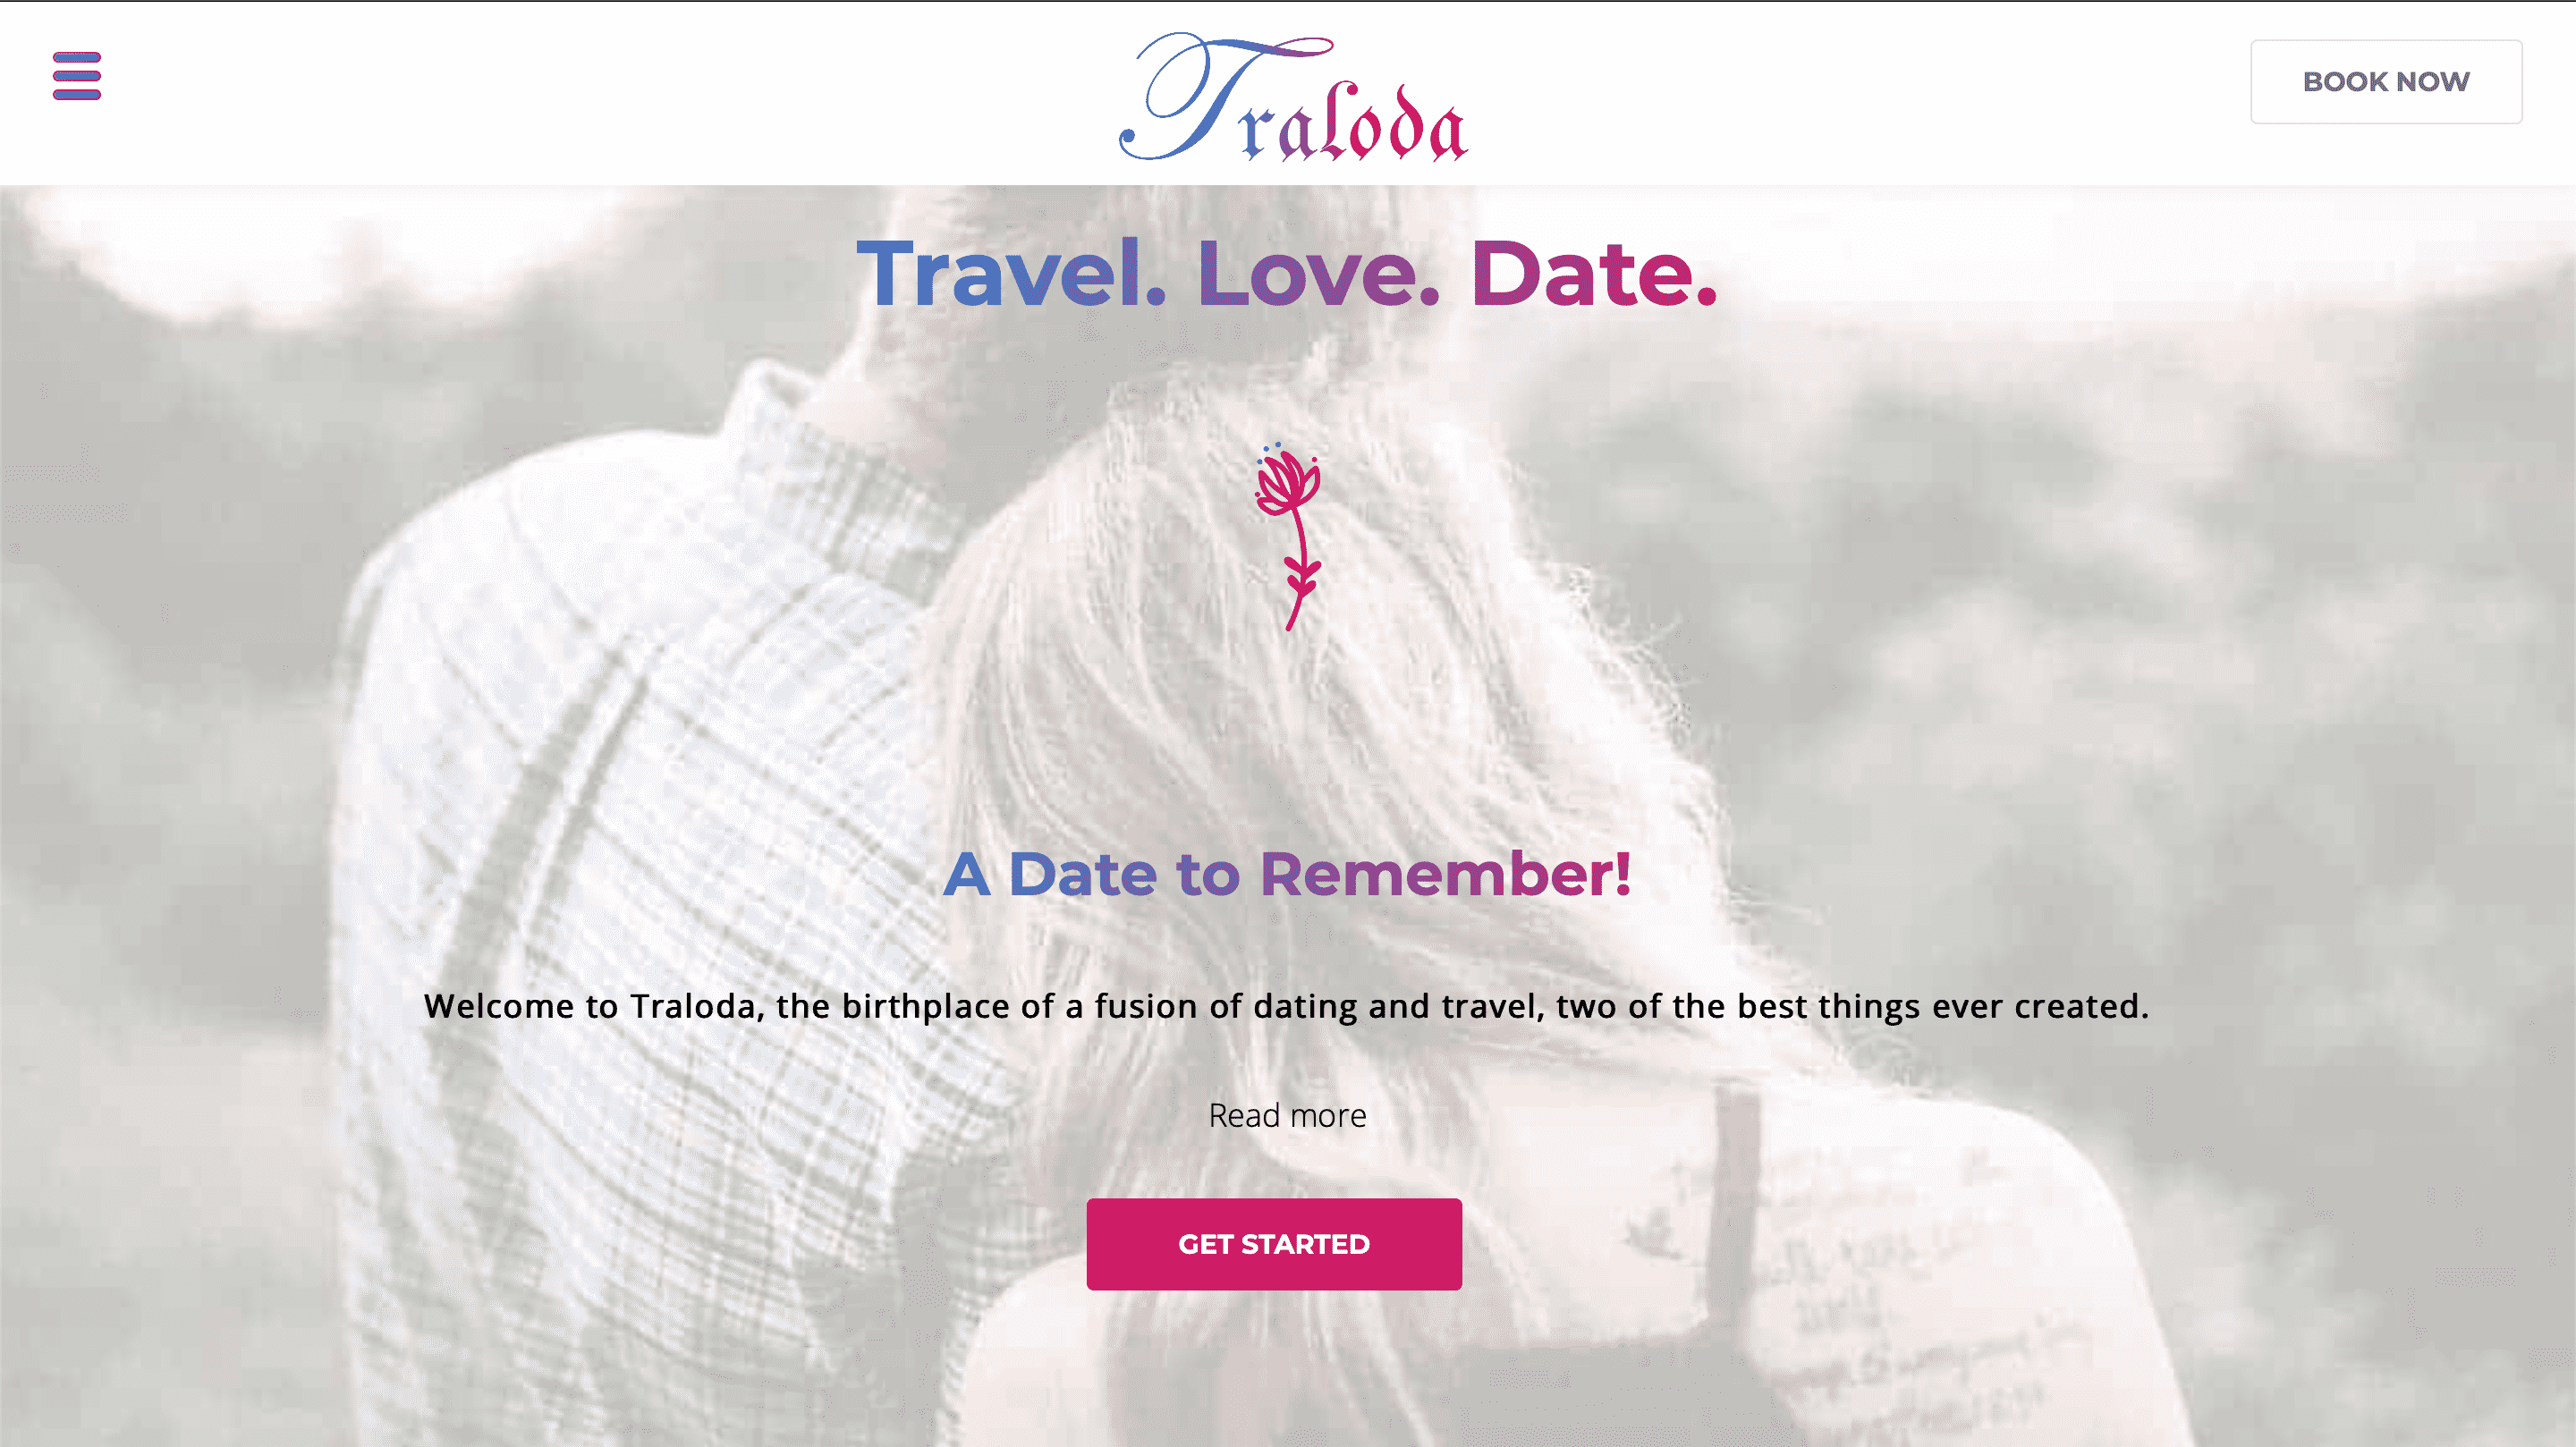 Traloda
BOOK NOW
Travel. Love. Date.
A Date to Remember!
Welcome to Traloda, the birthplace of a fusion of dating and travel, two of the best things ever created.
Read more
GET STARTED